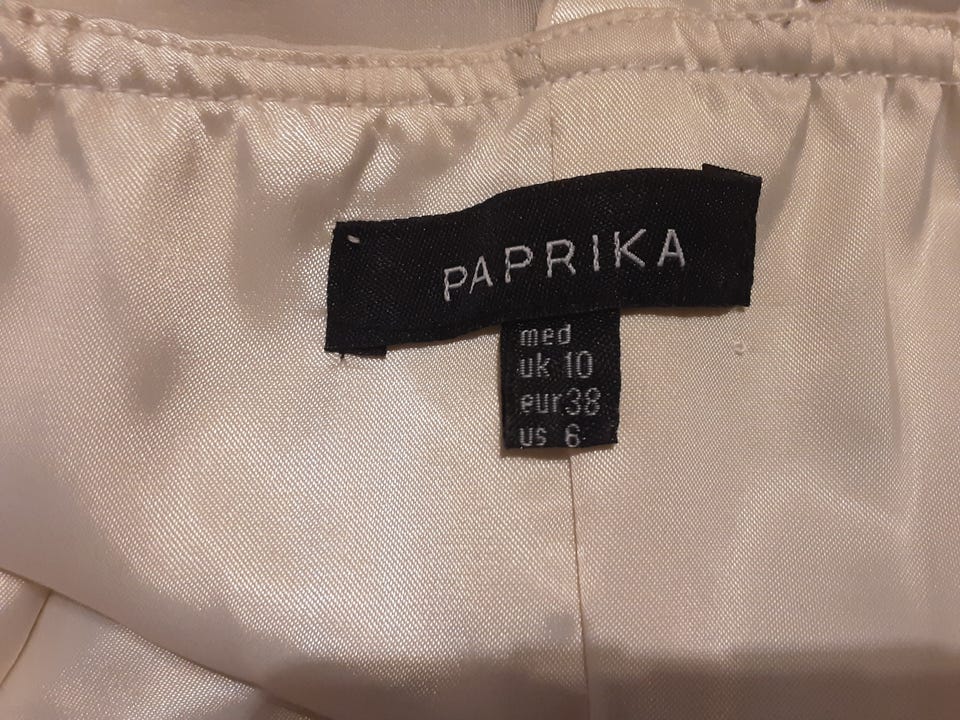 PAPRIKA
med
uk 10
eur 38
us 6